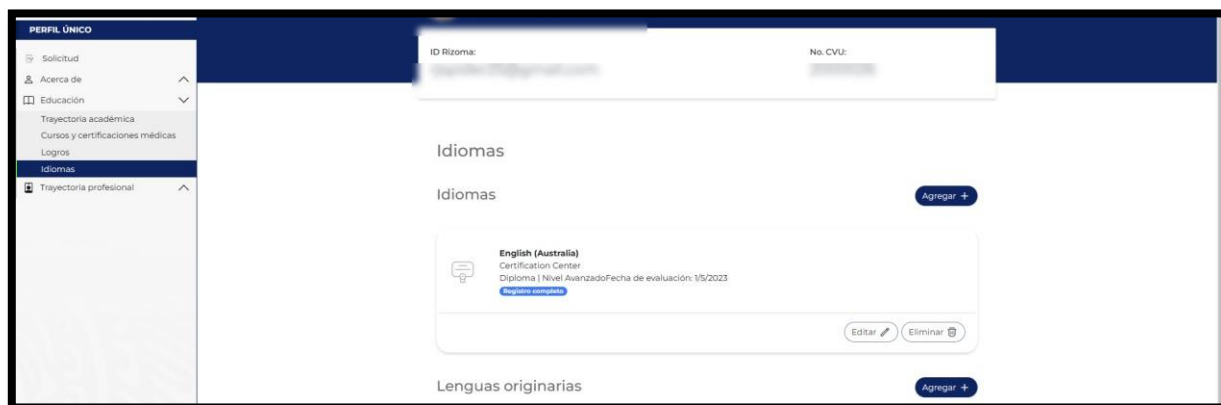 PERFIL ÚNICO
Solicitud
Acerca de
Educación
Trayectoria académica
Cursos y certificaciones médicas
Logros
Idiomas
Trayectoria profesional
ID Rizoma:
No. CVU:
Idiomas
Idiomas
Agregar +
English (Australia)
Certification Center
Diploma | Nivel AvanzadoFecha de evaluación: 1/5/2023
Registro completo
Editar
Eliminar
Lenguas originarias
Agregar +